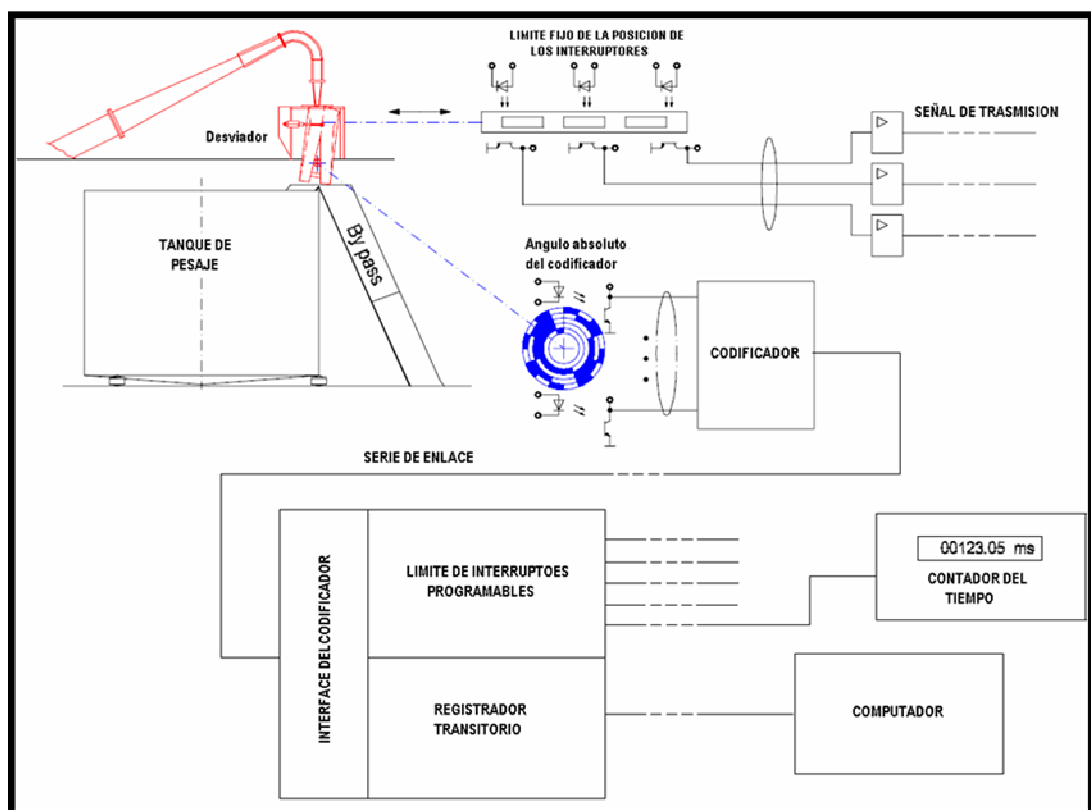 LIMITE FIJO DE LA POSICION DE
LOS INTERRUPTORES
SEÑAL DE TRASMISION
Desviador
TANQUE DE
PESAJE
By pass
Angulo absoluto
del codificador
CODIFICADOR
SERIE DE ENLACE
INTERFACE DEL CODIFICADOR
LIMITE DE INTERRUPTOES
PROGRAMABLES
00123.05 ms
CONTADOR DEL
TIEMPO
REGISTRADOR
TRANSITORIO
COMPUTADOR